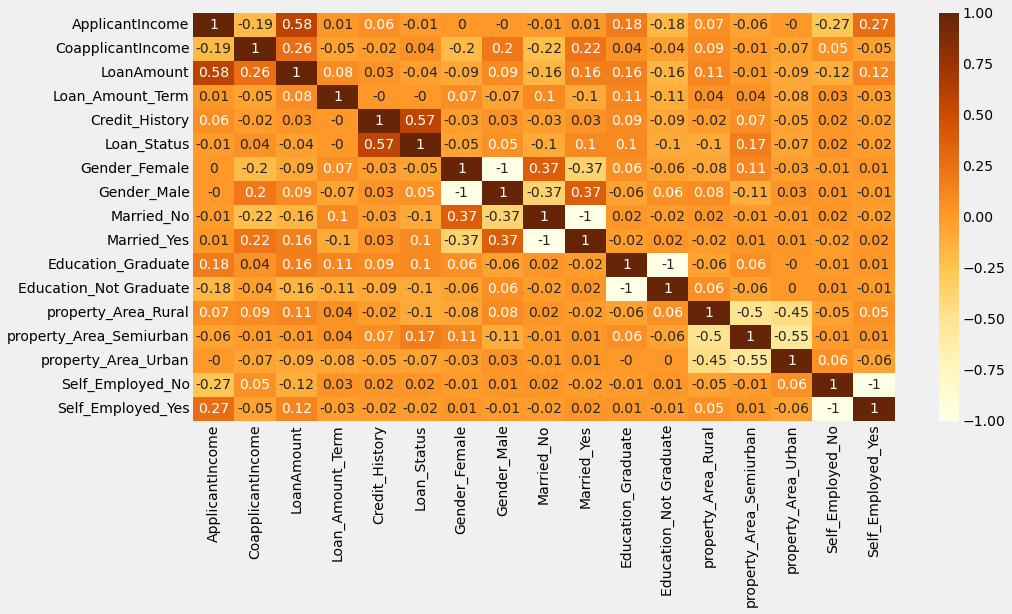 ApplicantIncome 1 -0.19 0.58 0.01 0.06 -0.01 0 -0 -0.01 0.01 0.18 -0.18 0.07 -0.06 -0 -0.27 0.27
CoapplicantIncome -0.19 1 0.26 -0.05 -0.02 0.04 -0.2 0.2 -0.22 0.22 0.04 -0.04 0.09 -0.01 -0.07 0.05 -0.05
LoanAmount 0.58 0.26 1 0.08 0.03 -0.04 -0.09 0.09 -0.16 0.16 0.16 -0.16 0.11 -0.01 -0.09 -0.12 0.12
Loan_Amount_Term 0.01 -0.05 0.08 1 -0 -0 0.07 -0.07 0.1 -0.1 0.11 -0.11 0.04 0.04 -0.08 0.03 -0.03
Credit_History 0.06 -0.02 0.03 -0 1 0.57 -0.03 0.03 -0.03 0.03 0.09 -0.09 -0.02 0.07 -0.05 0.02 -0.02
Loan_Status -0.01 0.04 -0.04 -0 0.57 1 -0.05 0.05 -0.1 0.1 0.1 -0.1 -0.1 0.17 -0.07 0.02 -0.02
Gender_Female 0 -0.2 -0.09 0.07 -0.03 -0.05 1 -1 0.37 -0.37 0.06 -0.06 -0.08 0.11 -0.03 -0.01 0.01
Gender_Male -0 0.2 0.09 -0.07 0.03 0.05 -1 1 -0.37 0.37 -0.06 0.06 0.08 -0.11 0.03 0.01 -0.01
Married_No -0.01 -0.22 -0.16 0.1 -0.03 -0.1 0.37 -0.37 1 -1 0.02 -0.02 -0.02 -0.01 -0.01 0.02 -0.02
Married_Yes 0.01 0.22 0.16 -0.1 0.03 0.1 -0.37 0.37 -1 1 -0.02 0.02 0.02 0.01 0.01 -0.02 0.02
Education_Graduate 0.18 0.04 0.16 0.11 0.09 0.1 0.06 -0.06 0.02 -0.02 1 -1 -0.06 0.06 -0 -0.01 0.01
Education_Not Graduate -0.18 -0.04 -0.16 -0.11 -0.09 -0.1 -0.06 0.06 -0.02 0.02 -1 1 0.06 -0.06 0 0.01 -0.01
property_Area_Rural 0.07 0.09 0.11 0.04 -0.02 -0.1 -0.08 0.08 -0.02 0.02 -0.06 0.06 1 -0.5 -0.45 -0.05 0.05
property_Area_Semiurban -0.06 -0.01 -0.01 0.04 0.07 0.17 0.11 -0.11 -0.01 0.01 0.06 -0.06 -0.5 1 -0.55 -0.01 0.01
property_Area_Urban -0 -0.07 -0.09 -0.08 -0.05 -0.07 -0.03 0.03 -0.01 0.01 -0 0 -0.45 -0.55 1 0.06 -0.06
Self_Employed_No -0.27 0.05 -0.12 0.03 0.02 0.02 -0.01 0.01 0.02 -0.02 -0.01 0.01 -0.05 -0.01 0.06 1 -1
Self_Employed_Yes 0.27 -0.05 0.12 -0.03 -0.02 -0.02 0.01 -0.01 -0.02 0.02 0.01 -0.01 0.05 0.01 -0.06 -1 1
ApplicantIncome
CoapplicantIncome
LoanAmount
Loan_Amount_Term
Credit_History
Loan_Status
Gender_Female
Gender_Male
Married_No
Married_Yes
Education_Graduate
Education_Not Graduate
property_Area_Rural
property_Area_Semiurban
property_Area_Urban
Self_Employed_No
Self_Employed_Yes
1.00
0.75
0.50
0.25
0.00
−0.25
−0.50
−0.75
−1.00